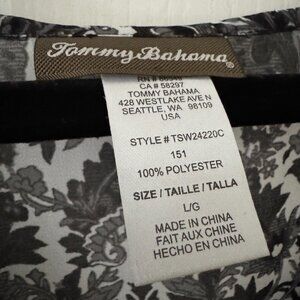 Tommy Bahama®
CA # 58297
TOMMY BAHAMA
428 WESTLAKE AVE N
SEATTLE, WA 98109
USA
STYLE # TSW24220C
151
100% POLYESTER
SIZE / TAILLE / TALLA
L/G
MADE IN CHINA
FAIT AUX CHINE
HECHO EN CHINA